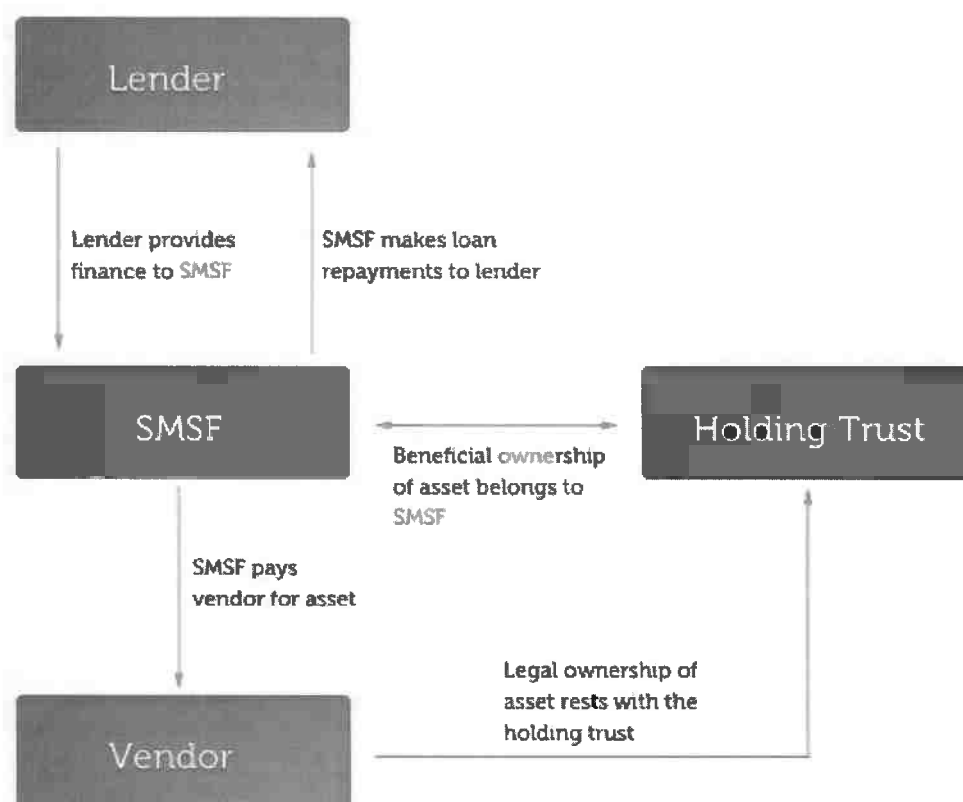 Lender
Lender provides
finance to SMSF
SMSF makes loan
repayments to lender
SMSF
Holding Trust
Beneficial ownership
of asset belongs to
SMSF
SMSF pays
vendor for asset
Legal ownership of
asset rests with the
holding trust
Vendor